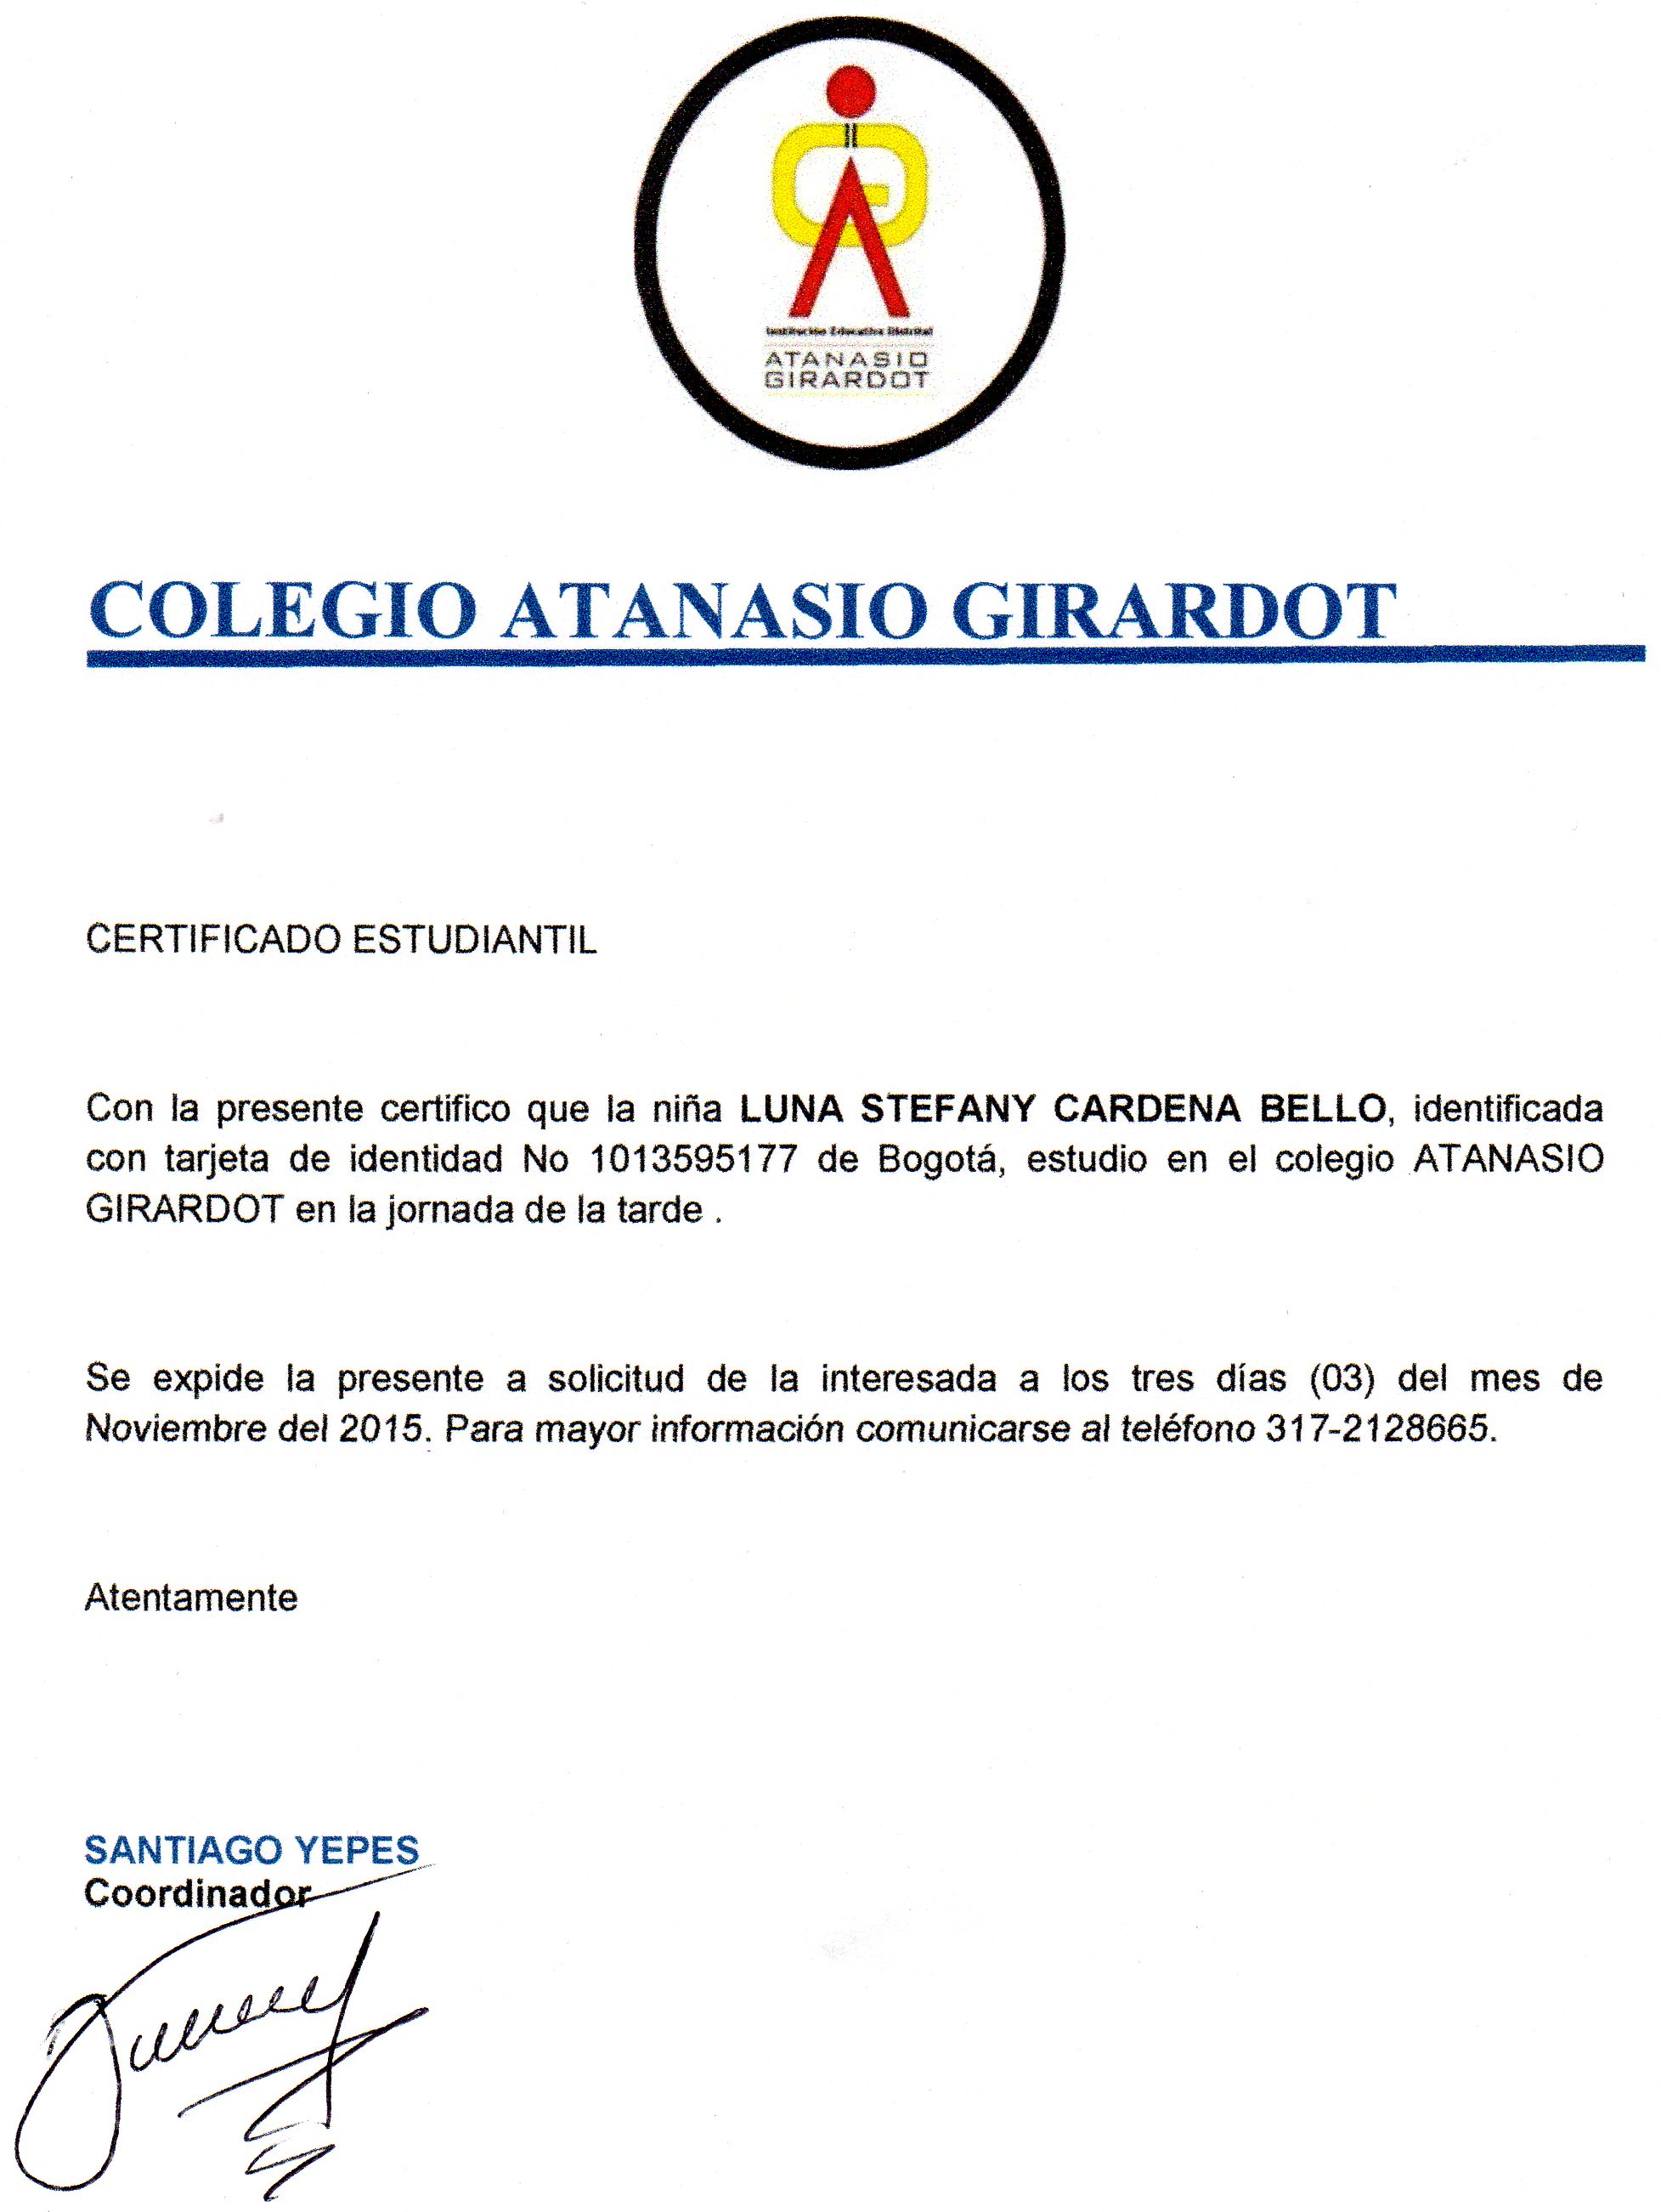 Institución Educativa Distrital
ATANASIO
GIRARDOT
COLEGIO ATANASIO GIRARDOT
CERTIFICADO ESTUDIANTIL
Con la presente certifico que la niña LUNA STEFANY CARDENA BELLO, identificada
con tarjeta de identidad No 1013595177 de Bogotá, estudio en el colegio ATANASIO
GIRARDOT en la jornada de la tarde .
Se expide la presente a solicitud de la interesada a los tres días (03) del mes de
Noviembre del 2015. Para mayor información comunicarse al teléfono 317-2128665.
Atentamente
SANTIAGO YEPES
Coordinador